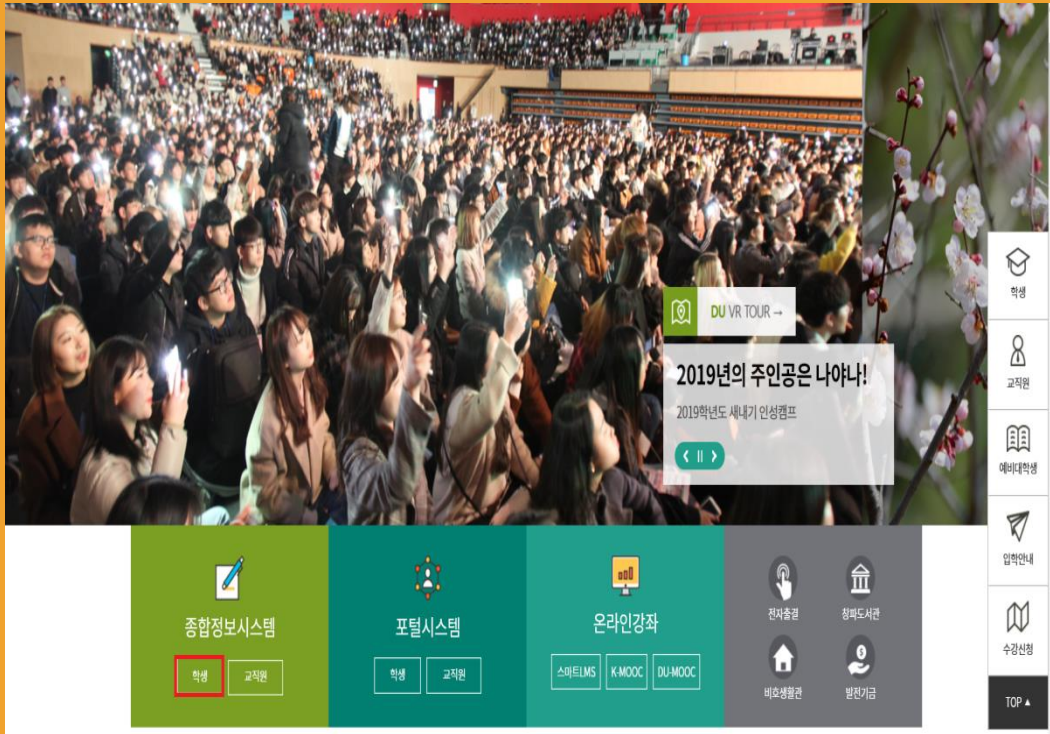 DU VR TOUR →
2019년의 주인공은 나야나!
2019학년도 새내기 인성캠프
학생
교직원
예비대학생
입학안내
수강신청
TOP ▲
종합정보시스템
학생 교직원
포털시스템
학생 교직원
온라인강좌
스마트LMS K-MOOC DU-MOOC
전자출결 창파도서관
비호생활관 발전기금